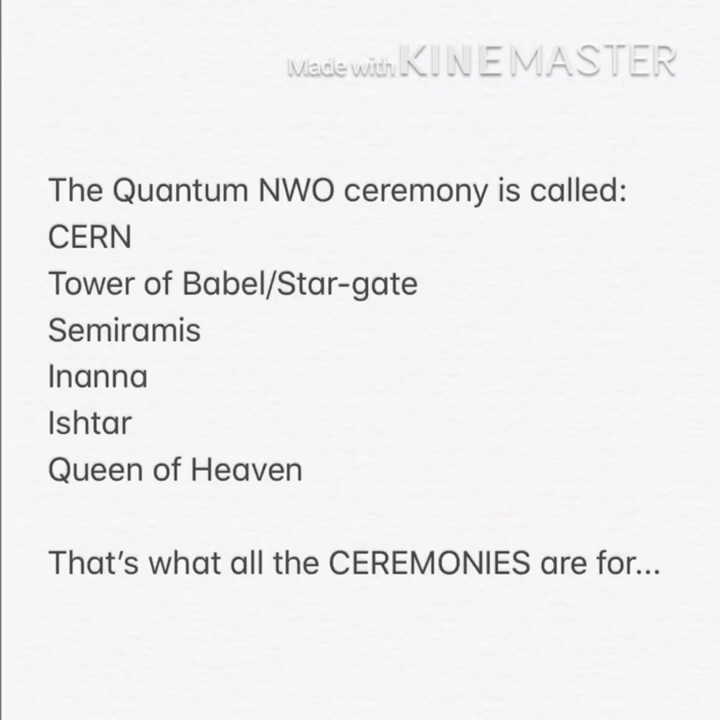 Made with KINEMASTER
The Quantum NWO ceremony is called:
CERN
Tower of Babel/Star-gate
Semiramis
Inanna
Ishtar
Queen of Heaven
That’s what all the CEREMONIES are for...